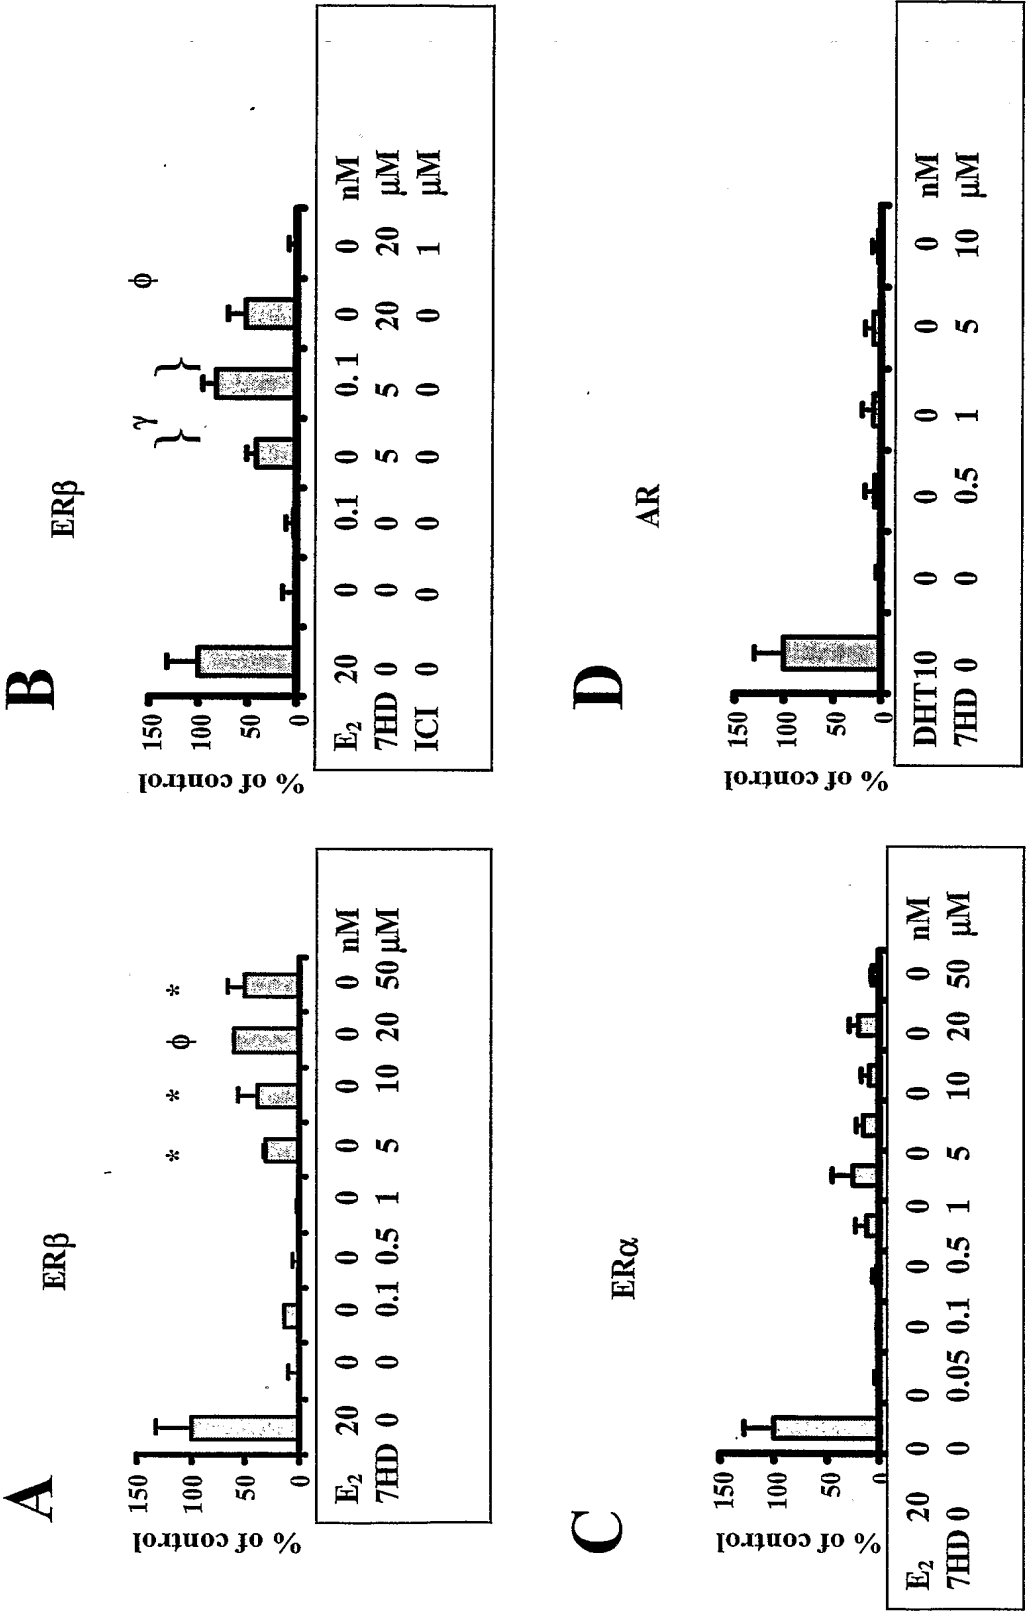 A
ERβ
% of control
150
100
50
0
* * ϕ *
E₂ 20 0 0 0 0 0 0 0 0 nM
7HD 0 0 0.1 0.5 1 5 10 20 50 μM
B
ERβ
% of control
150
100
50
0
γ
} }
ϕ
E₂ 20 0 0.1 0 0.1 0 0 nM
7HD 0 0 0 5 5 20 20 μM
ICI 0 0 0 0 0 0 1 μM
C
ERα
% of control
150
100
50
0
E₂ 20 0 0 0 0 0 0 0 0 0 nM
7HD 0 0 0.05 0.1 0.5 1 5 10 20 50 μM
D
AR
% of control
150
100
50
0
DHT 10 0 0 0 0 0 nM
7HD 0 0 0.5 1 5 10 μM